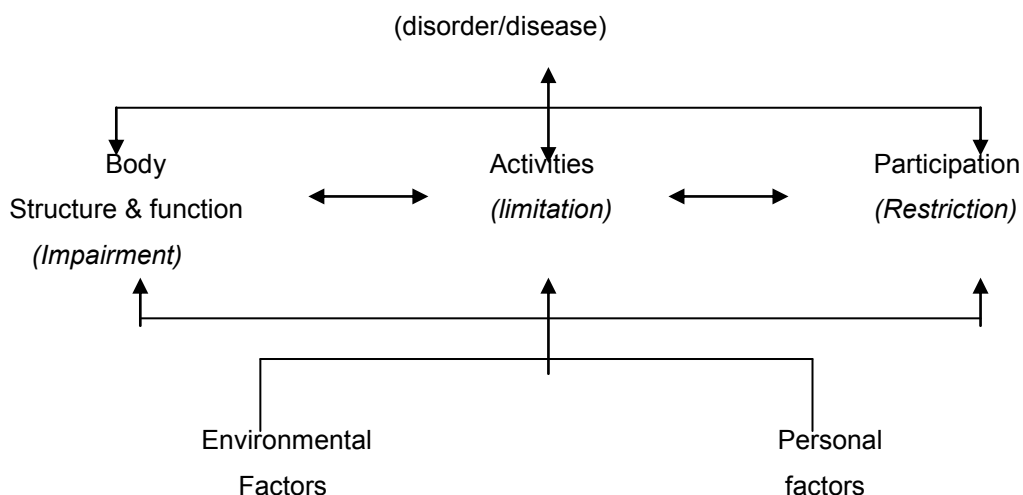 (disorder/disease)
Body
Structure & function
(Impairment)
Activities
(limitation)
Participation
(Restriction)
Environmental
Factors
Personal
factors